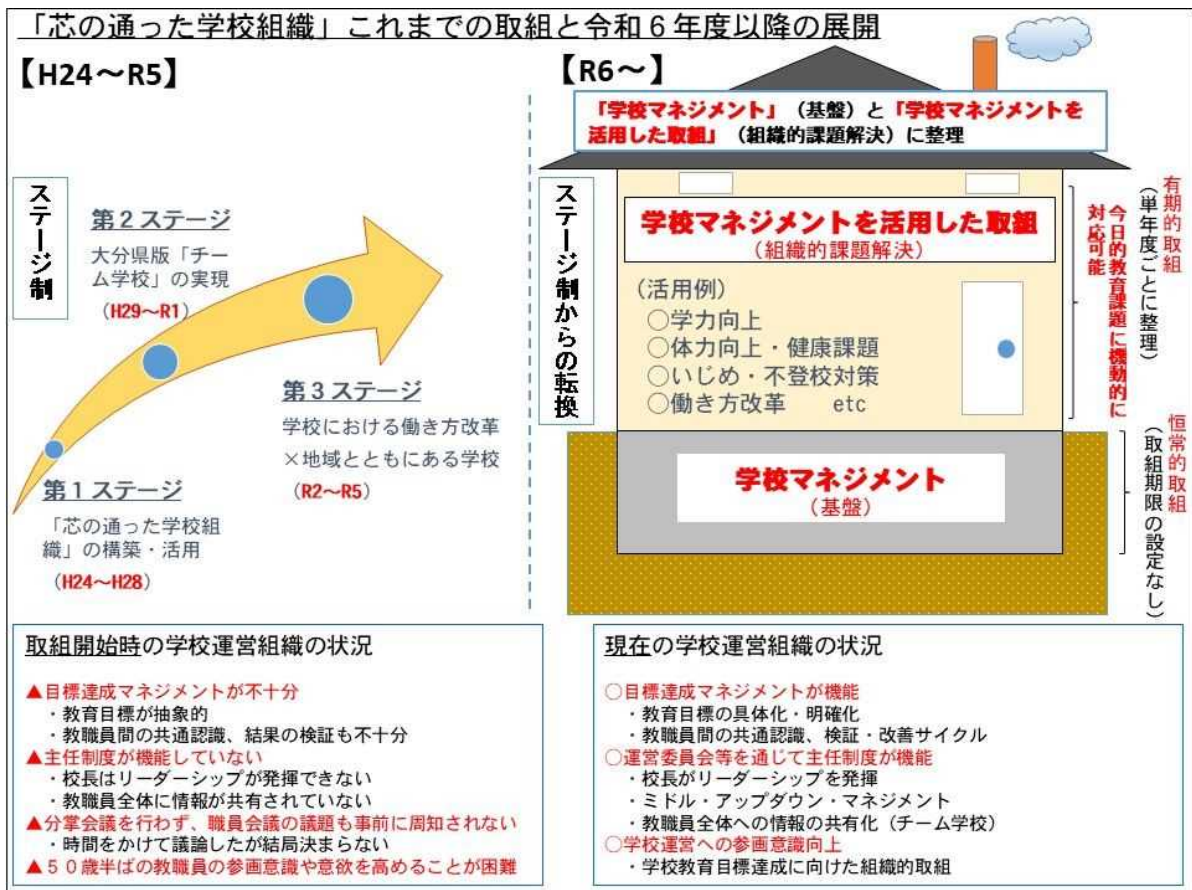 「芯の通った学校組織」これまでの取組と令和６年度以降の展開
【H24～R5】
ステージ制
第２ステージ
大分県版「チー
ム学校」の実現
（H29～R1）
第３ステージ
学校における働き方改革
×地域とともにある学校
（R2～R5）
第１ステージ
「芯の通った学校組
織」の構築・活用
（H24～H28）
【R6～】
「学校マネジメント」（基盤）と「学校マネジメントを
活用した取組」（組織的課題解決）に整理
ステージ制からの転換
学校マネジメントを活用した取組
（組織的課題解決）
（活用例）
○学力向上
○体力向上・健康課題
○いじめ・不登校対策
○働き方改革　etc
有期的取組
（単年度ごとに整理）
今日的教育課題に機動的に
対応可能
学校マネジメント
（基盤）
恒常的取組
（取組期限の設定なし）
取組開始時の学校運営組織の状況
▲目標達成マネジメントが不十分
・教育目標が抽象的
・教職員間の共通認識、結果の検証も不十分
▲主任制度が機能していない
・校長はリーダーシップが発揮できない
・教職員全体に情報が共有されていない
▲分掌会議を行わず、職員会議の議題も事前に周知されない
・時間をかけて議論したが結局決まらない
▲５０歳半ばの教職員の参画意識や意欲を高めることが困難
現在の学校運営組織の状況
○目標達成マネジメントが機能
・教育目標の具体化・明確化
・教職員間の共通認識、検証・改善サイクル
○運営委員会等を通じて主任制度が機能
・校長がリーダーシップを発揮
・ミドル・アップダウン・マネジメント
・教職員全体への情報の共有化（チーム学校）
○学校運営への参画意識向上
・学校教育目標達成に向けた組織的取組